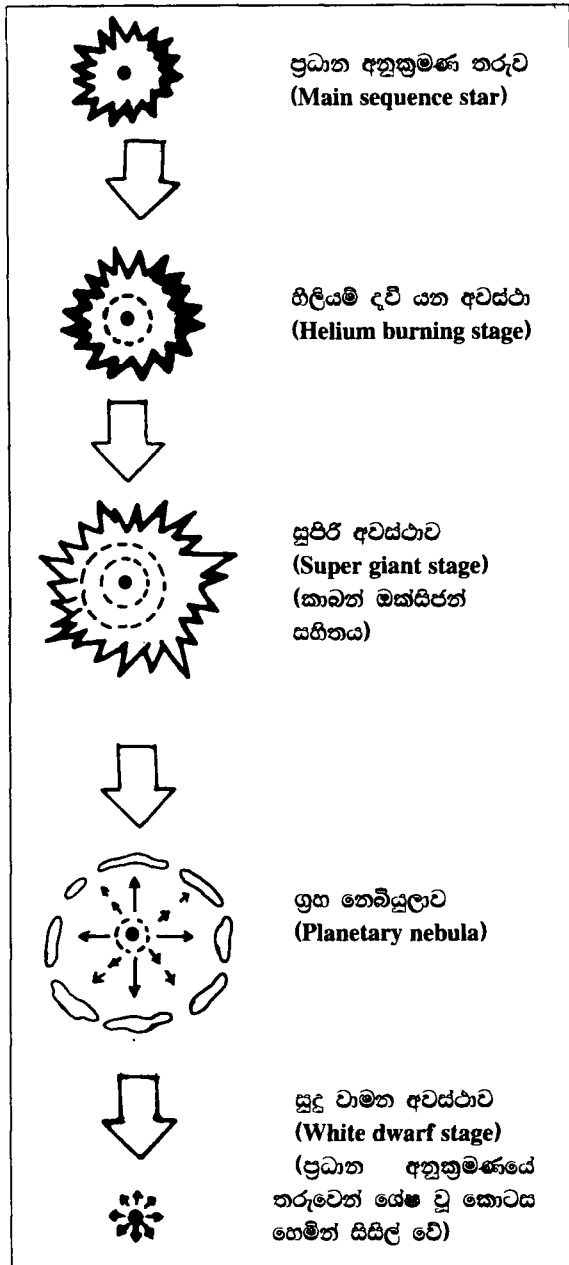 ප්‍රධාන අනුක්‍රමණ තරුව
(Main sequence star)
හීලියම් දැවී යන අවස්ථා
(Helium burning stage)
සුපිරි අවස්ථාව
(Super giant stage)
(කාබන් ඔක්සිජන්
සහිතය)
ග්‍රහ නෙබියුලාව
(Planetary nebula)
සුදු වාමන අවස්ථාව
(White dwarf stage)
(ප්‍රධාන අනුක්‍රමණයේ
තරුවෙන් ශේෂ වූ කොටස
හෙමින් සිසිල් වේ)